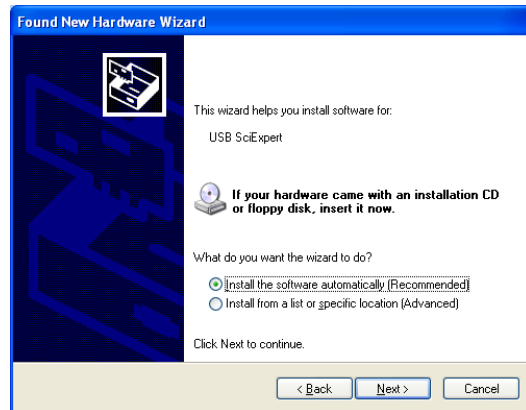 Found New Hardware Wizard
This wizard helps you install software for:
USB SciExpert
If your hardware came with an installation CD
or floppy disk, insert it now.
What do you want the wizard to do?
Install the software automatically (Recommended)
Install from a list or specific location (Advanced)
Click Next to continue.
< Back Next > Cancel